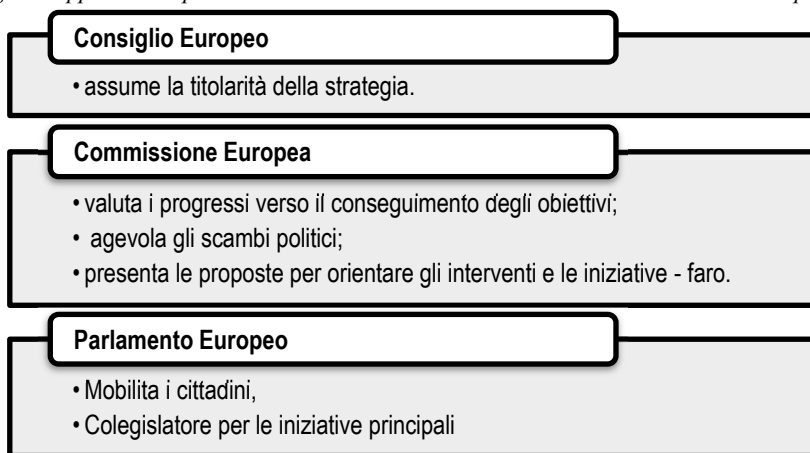 Consiglio Europeo
• assume la titolarità della strategia.
Commissione Europea
• valuta i progressi verso il conseguimento degli obiettivi;
• agevola gli scambi politici;
• presenta le proposte per orientare gli interventi e le iniziative - faro.
Parlamento Europeo
• Mobilita i cittadini,
• Colegislatore per le iniziative principali